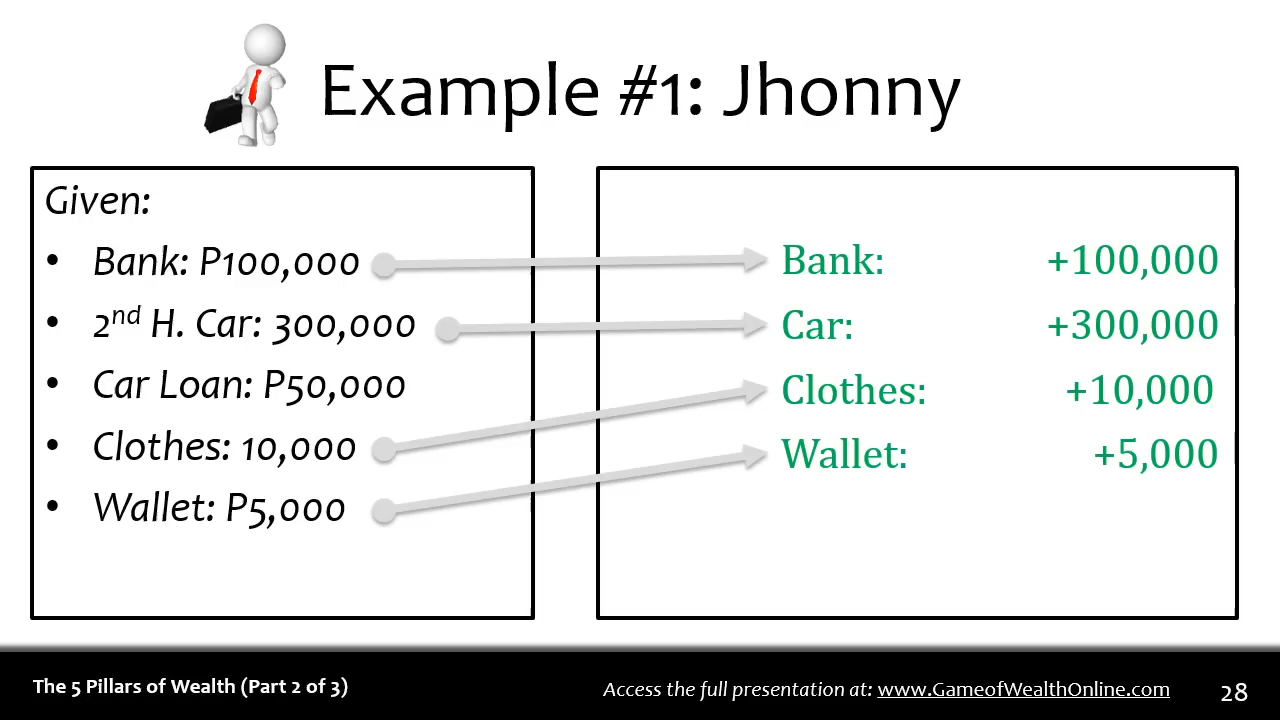 Example #1: Jhonny
Given:
• Bank: P100,000
• 2nd H. Car: 300,000
• Car Loan: P50,000
• Clothes: 10,000
• Wallet: P5,000
Bank: +100,000
Car: +300,000
Clothes: +10,000
Wallet: +5,000
The 5 Pillars of Wealth (Part 2 of 3)
Access the full presentation at: www.GameofWealthOnline.com
28